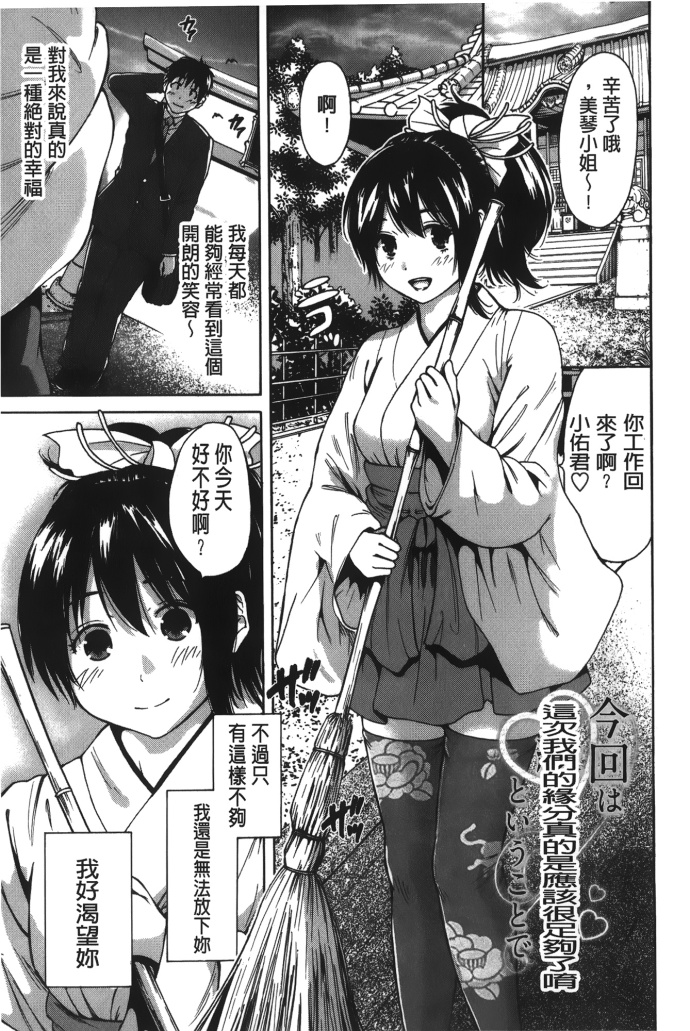 辛苦了哦
，美琴小姐～！
啊！
你工作回
來了啊？
小佑君♡
今回は
這次我們的緣分真的是應該很足夠了唷
ということで
我每天都
能夠經常看到這個
開朗的笑容～
對我來說真的
是一種絕對的幸福
你今天
好不好啊？
不過只
有這樣不夠
我還是無法放下妳
我好渴望妳